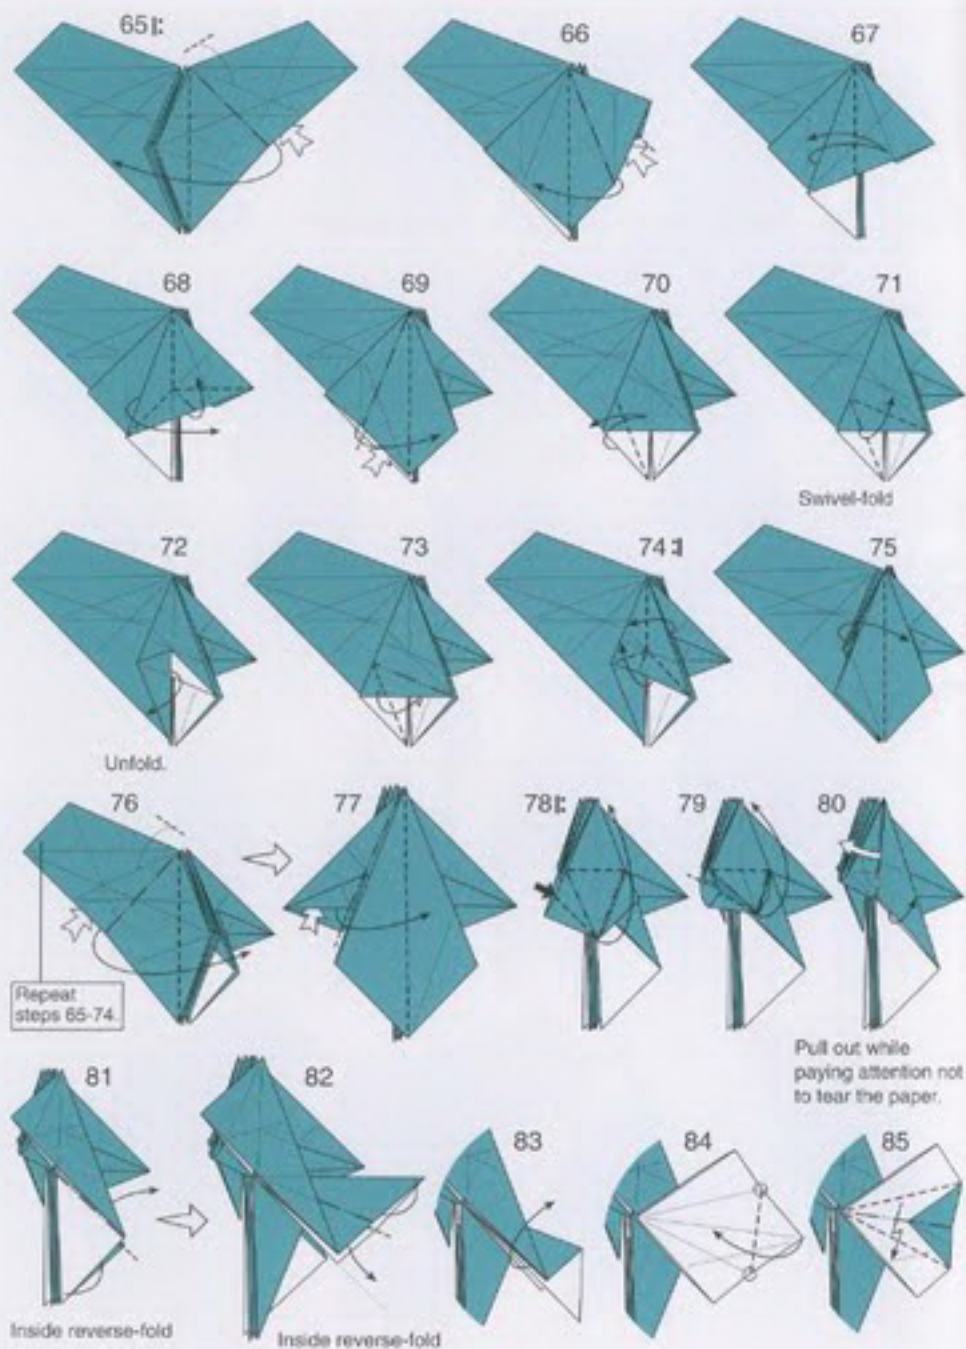 65
66
67
68
69
70
71
Swivel-fold
72
73
74
75
Unfold.
76
77
78
79
80
Repeat
steps 65-74.
Pull out while
paying attention not
to tear the paper.
81
82
83
84
85
Inside reverse-fold
Inside reverse-fold